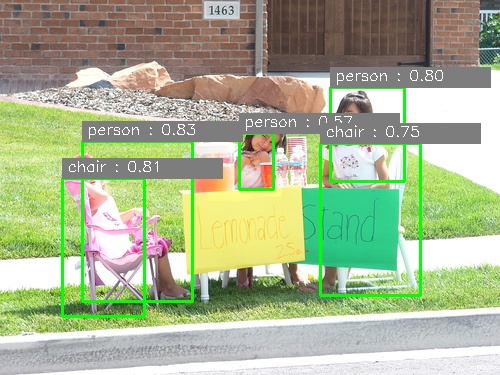 1463
person : 0.80
person : 0.57
chair : 0.75
person : 0.83
chair : 0.81
Lemonade
25¢
Stand